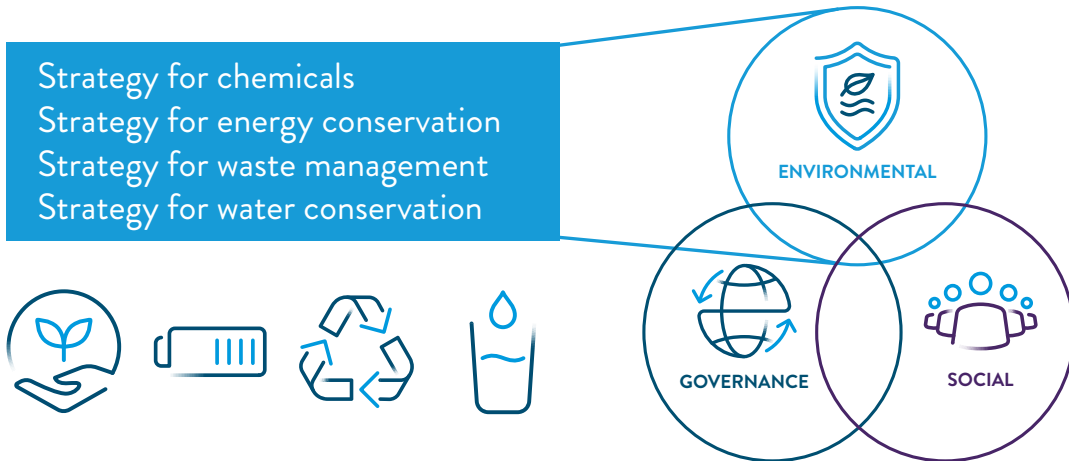 Strategy for chemicals
Strategy for energy conservation
Strategy for waste management
Strategy for water conservation
ENVIRONMENTAL
GOVERNANCE
SOCIAL